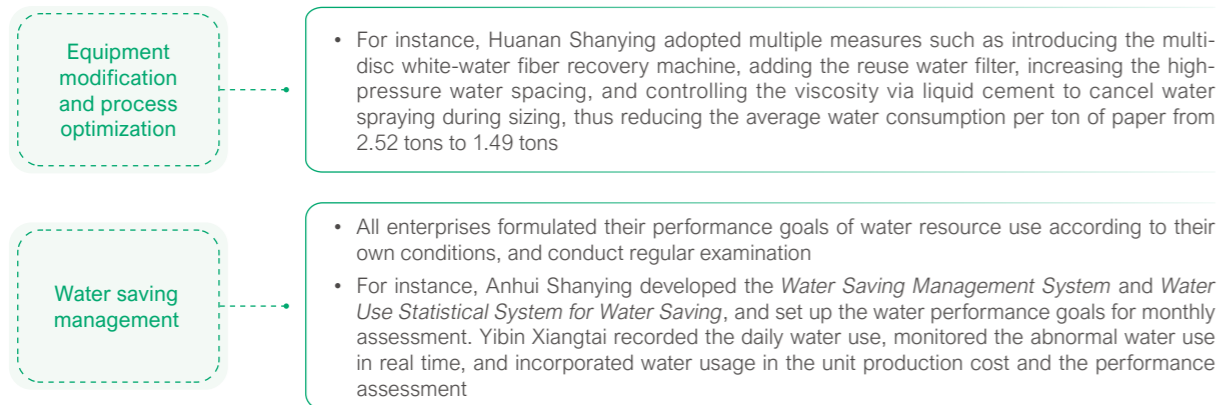 Equipment
modification
and process
optimization
• For instance, Huanan Shanying adopted multiple measures such as introducing the multi-
disc white-water fiber recovery machine, adding the reuse water filter, increasing the high-
pressure water spacing, and controlling the viscosity via liquid cement to cancel water
spraying during sizing, thus reducing the average water consumption per ton of paper from
2.52 tons to 1.49 tons
Water saving
management
• All enterprises formulated their performance goals of water resource use according to their
own conditions, and conduct regular examination
• For instance, Anhui Shanying developed the Water Saving Management System and Water
Use Statistical System for Water Saving, and set up the water performance goals for monthly
assessment. Yibin Xiangtai recorded the daily water use, monitored the abnormal water use
in real time, and incorporated water usage in the unit production cost and the performance
assessment